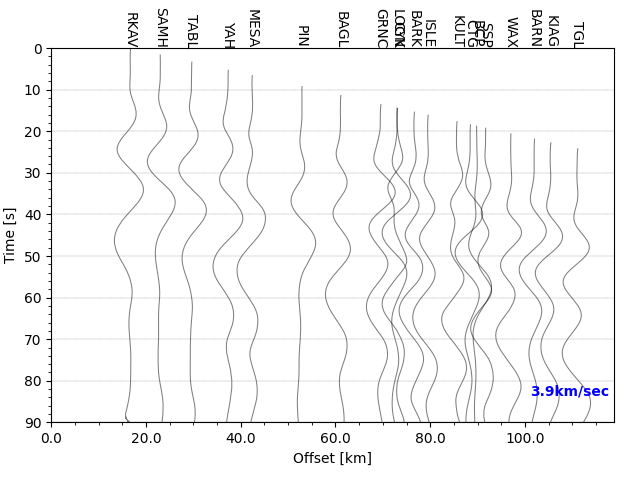 RKAV
SAMH
TABL
YAH
MESA
PIN
BAGL
GRNC
BARK
ISLE
KULT
CTG
SSP
WAX
BARN
KIAG
TGL
0
10
20
30
40
50
60
70
80
90
Time [s]
3.9km/sec
0.0
20.0
40.0
60.0
80.0
100.0
Offset [km]